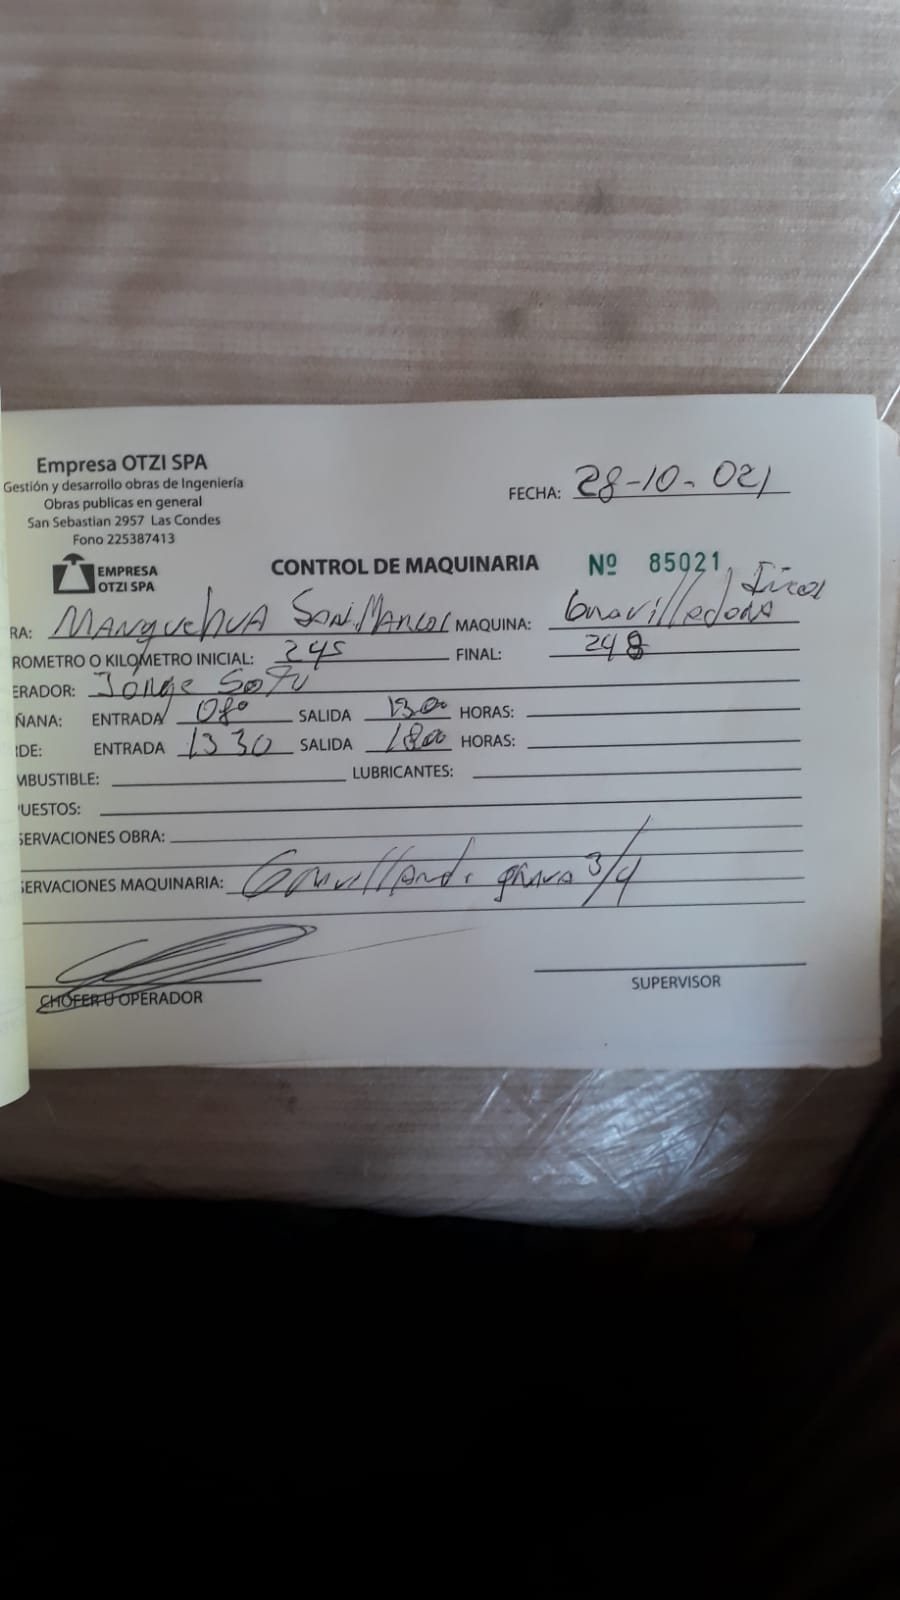 Empresa OTZI SPA
Gestión y desarrollo obras de Ingeniería
Obras publicas en general
San Sebastian 2957 Las Condes
Fono 225387413
FECHA: 28-10-021
EMPRESA
OTZI SPA
CONTROL DE MAQUINARIA Nº 85021
RA: Manquehua San Marcos MAQUINA: Gravilladora
ROMETRO O KILÓMETRO INICIAL: 245 FINAL: 248
ERADOR: Jorge Soto
ÑANA: ENTRADA 08º SALIDA 1300 HORAS:
DE: ENTRADA 1330 SALIDA 1800 HORAS:
MBUSTIBLE: LUBRICANTES:
UESTOS:
SERVACIONES OBRA:
SERVACIONES MAQUINARIA: Gravillando grava 3/4
CHOFER U OPERADOR
SUPERVISOR